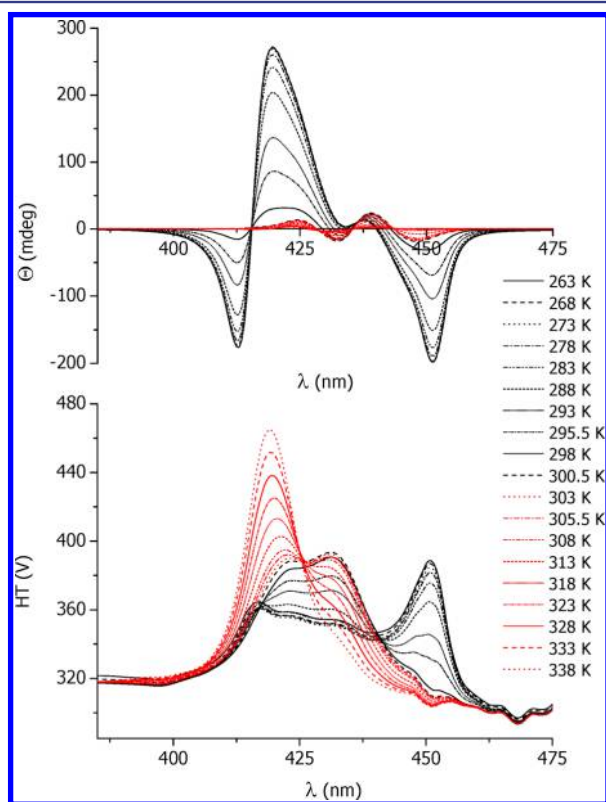 300
200
100
0
-100
-200
Θ (mdeg)
400
425
450
475
λ (nm)
263 K
268 K
273 K
278 K
283 K
288 K
293 K
295.5 K
298 K
300.5 K
303 K
305.5 K
308 K
313 K
318 K
323 K
328 K
333 K
338 K
480
440
400
360
320
HT (V)
400
425
450
475
λ (nm)